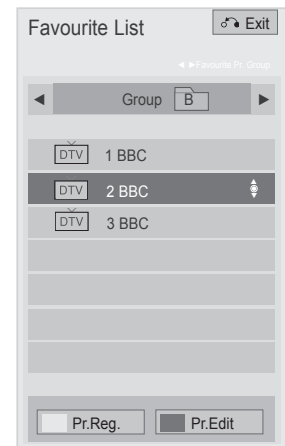 Favourite List Exit
◄ ►Favourite Pr. Group
◄ Group B ►
DTV 1 BBC
DTV 2 BBC
DTV 3 BBC
Pr.Reg. Pr.Edit